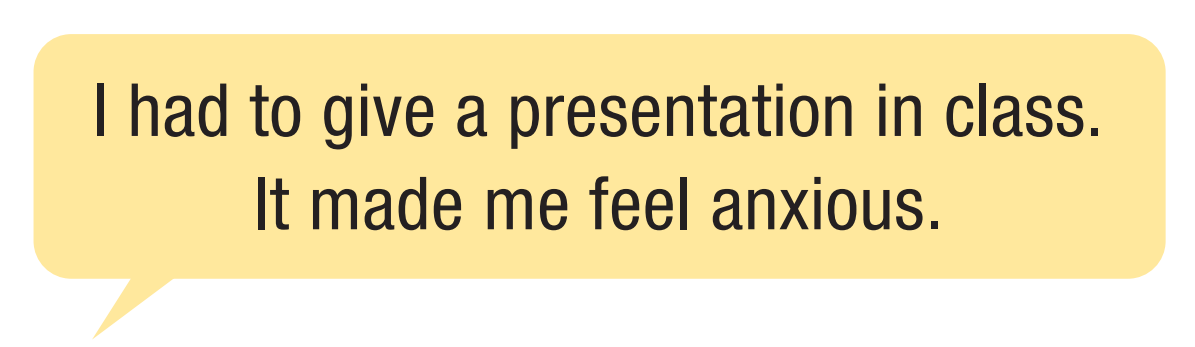 I had to give a presentation in class.
It made me feel anxious.